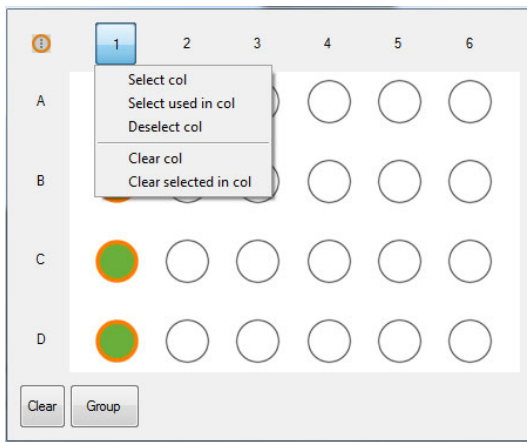 1 2 3 4 5 6
A
Select col
Select used in col
Deselect col
B
Clear col
Clear selected in col
C
D
Clear Group